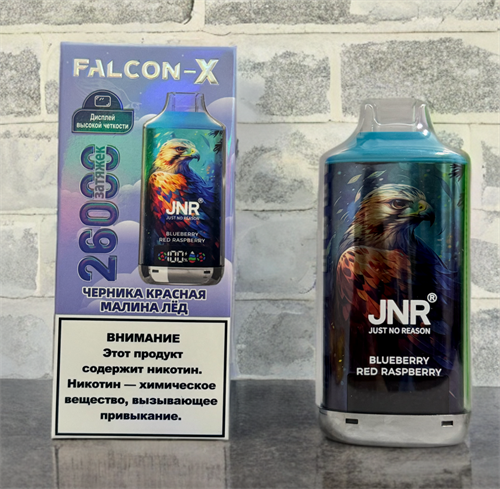 FALCON-X
Дисплей
высокой четкости
26000
затяжек
JNR®
JUST NO REASON
BLUEBERRY
RED RASPBERRY
100%
ЧЕРНИКА КРАСНАЯ
МАЛИНА ЛЁД
ВНИМАНИЕ
Этот продукт
содержит никотин.
Никотин — химическое
вещество, вызывающее
привыкание.
JNR®
JUST NO REASON
BLUEBERRY
RED RASPBERRY